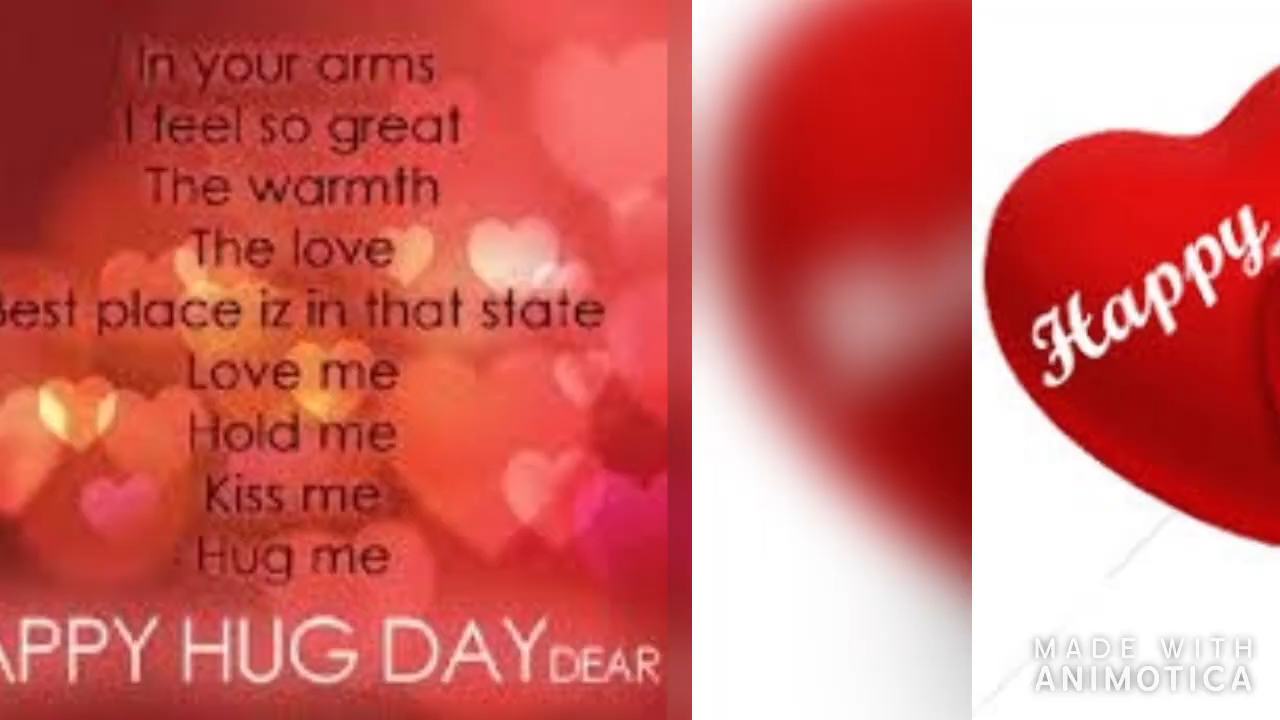 In your arms
I feel so great
The warmth
The love
Best place iz in that state
Love me
Hold me
Kiss me
Hug me
APPY HUG DAY DEAR
Happy
MADE WITH
ANIMOTICA